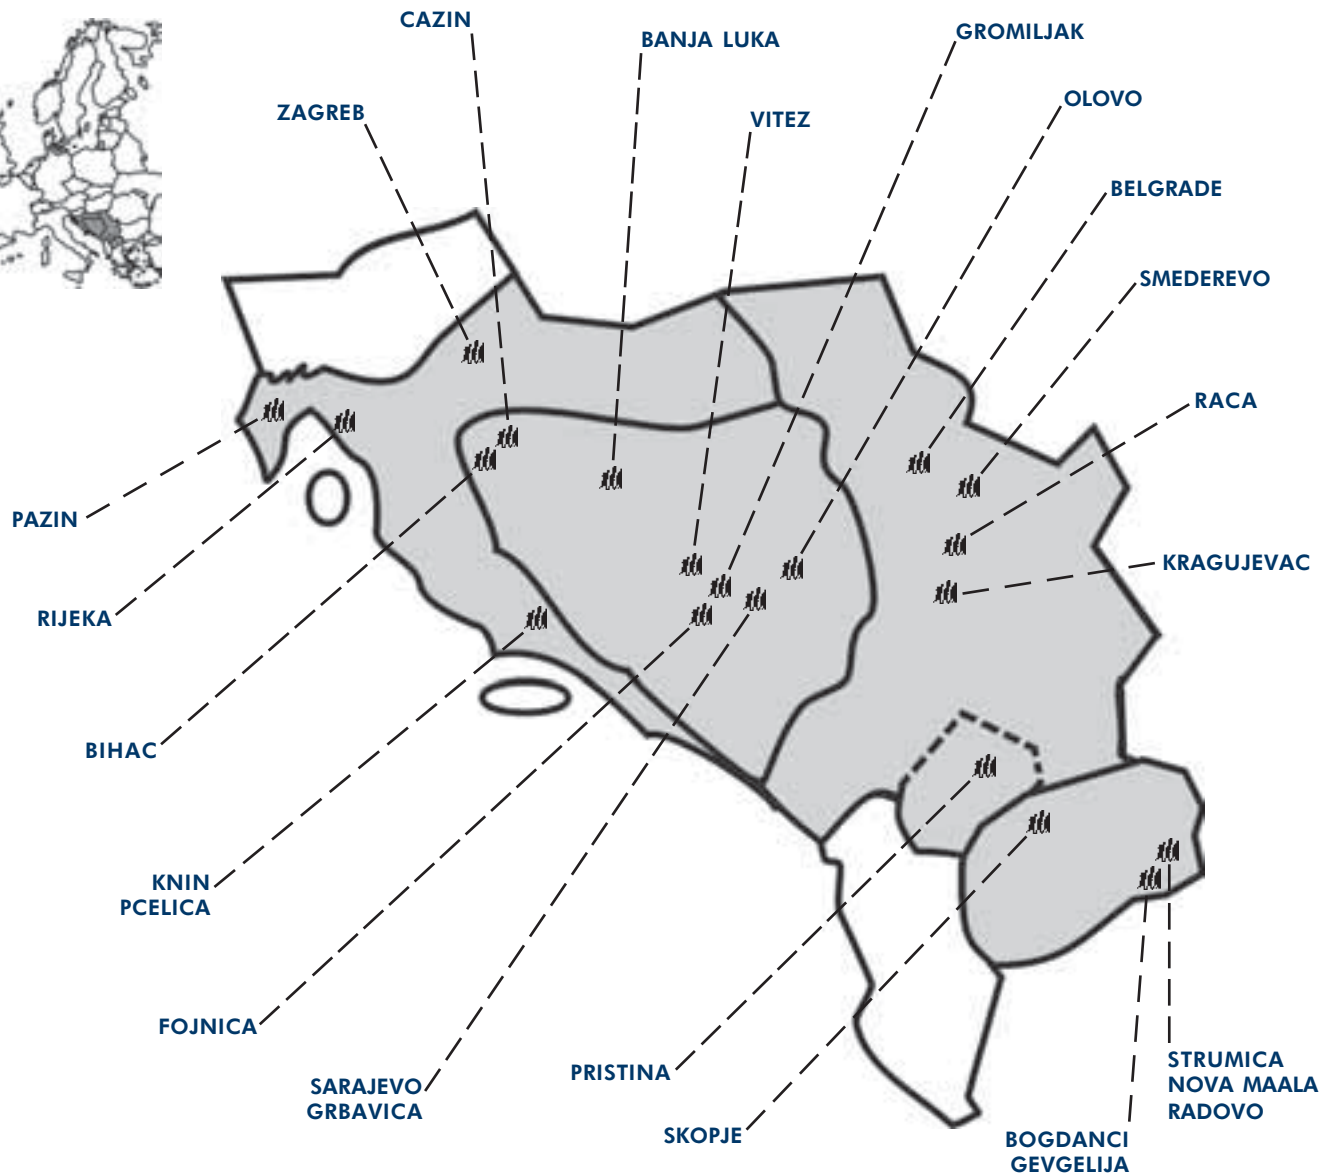 CAZIN
BANJA LUKA
GROMILJAK
ZAGREB
VITEZ
OLOVO
BELGRADE
SMEDEREVO
RACA
PAZIN
KRAGUJEVAC
RIJEKA
BIHAC
KNIN
PCELICA
FOJNICA
SARAJEVO
GRBAVICA
PRISTINA
SKOPJE
STRUMICA
NOVA MAALA
RADOVO
BOGDANCI
GEVGELIJA